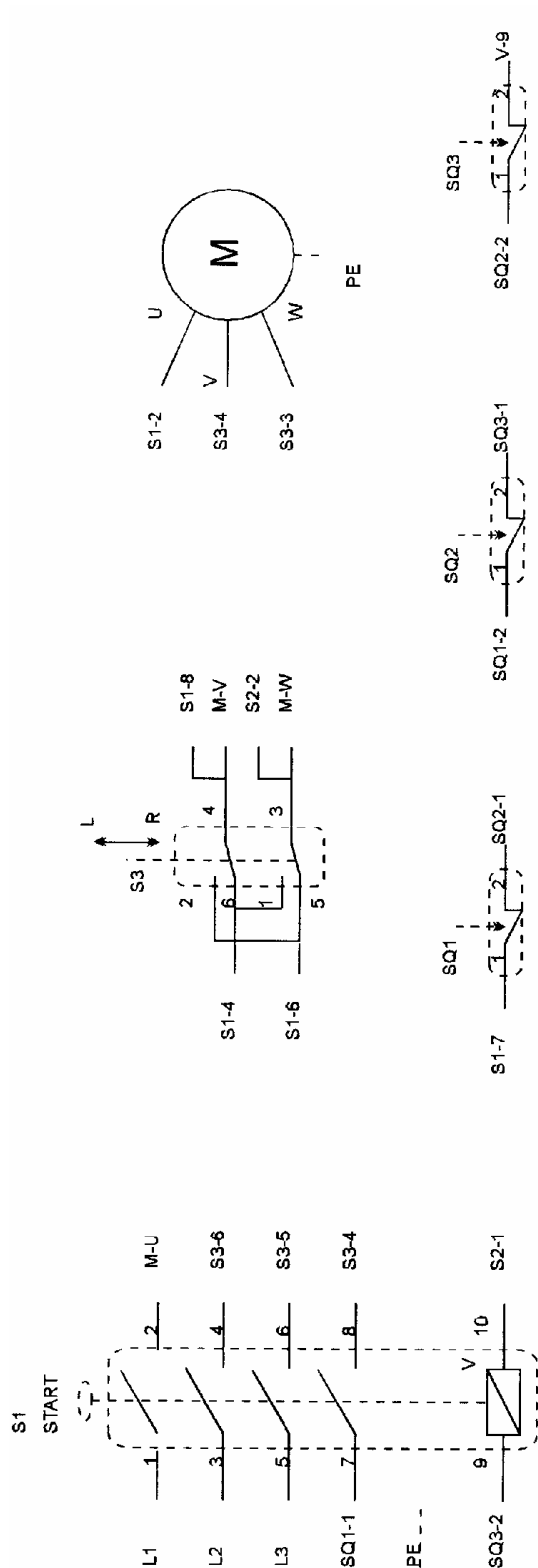 S1
START
L1
1
2
M-U
L2
3
4
S3-6
L3
5
6
S3-5
SQ1-1
7
8
S3-4
PE
V
SQ3-2
9
10
S2-1
L
R
S3
2
6
1
5
4
3
S1-4
S1-6
S1-8
M-V
S2-2
M-W
U
V
W
M
PE
S1-2
S3-4
S3-3
SQ1
S1-7
1
2
SQ2-1
SQ2
SQ1-2
1
2
SQ3-1
SQ3
SQ2-2
1
2
V-9